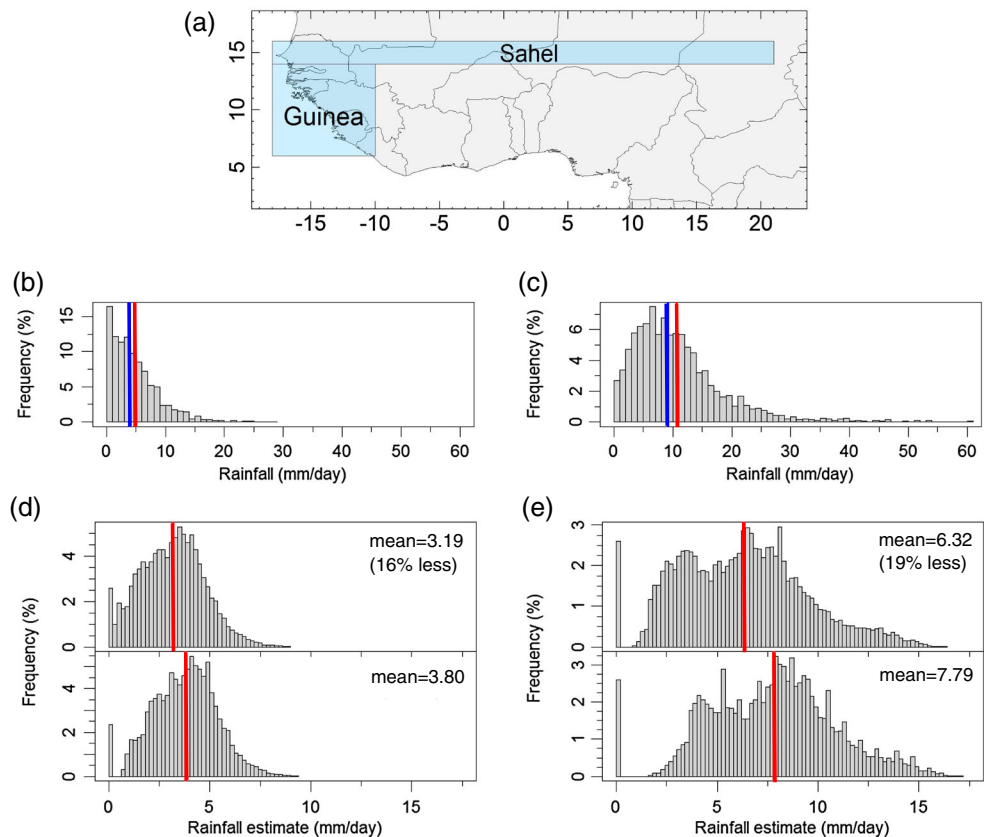 (a)
Sahel
Guinea
15
10
5
-15 -10 -5 0 5 10 15 20
(b)
Frequency (%)
15
10
5
0
0 10 20 30 40 50 60
Rainfall (mm/day)
(c)
Frequency (%)
6
4
2
0
0 10 20 30 40 50 60
Rainfall (mm/day)
(d)
mean=3.19
(16% less)
4
2
0
Frequency (%)
mean=3.80
4
2
0
0 5 10 15
Rainfall estimate (mm/day)
(e)
mean=6.32
(19% less)
3
2
1
0
Frequency (%)
mean=7.79
3
2
1
0
0 5 10 15
Rainfall estimate (mm/day)